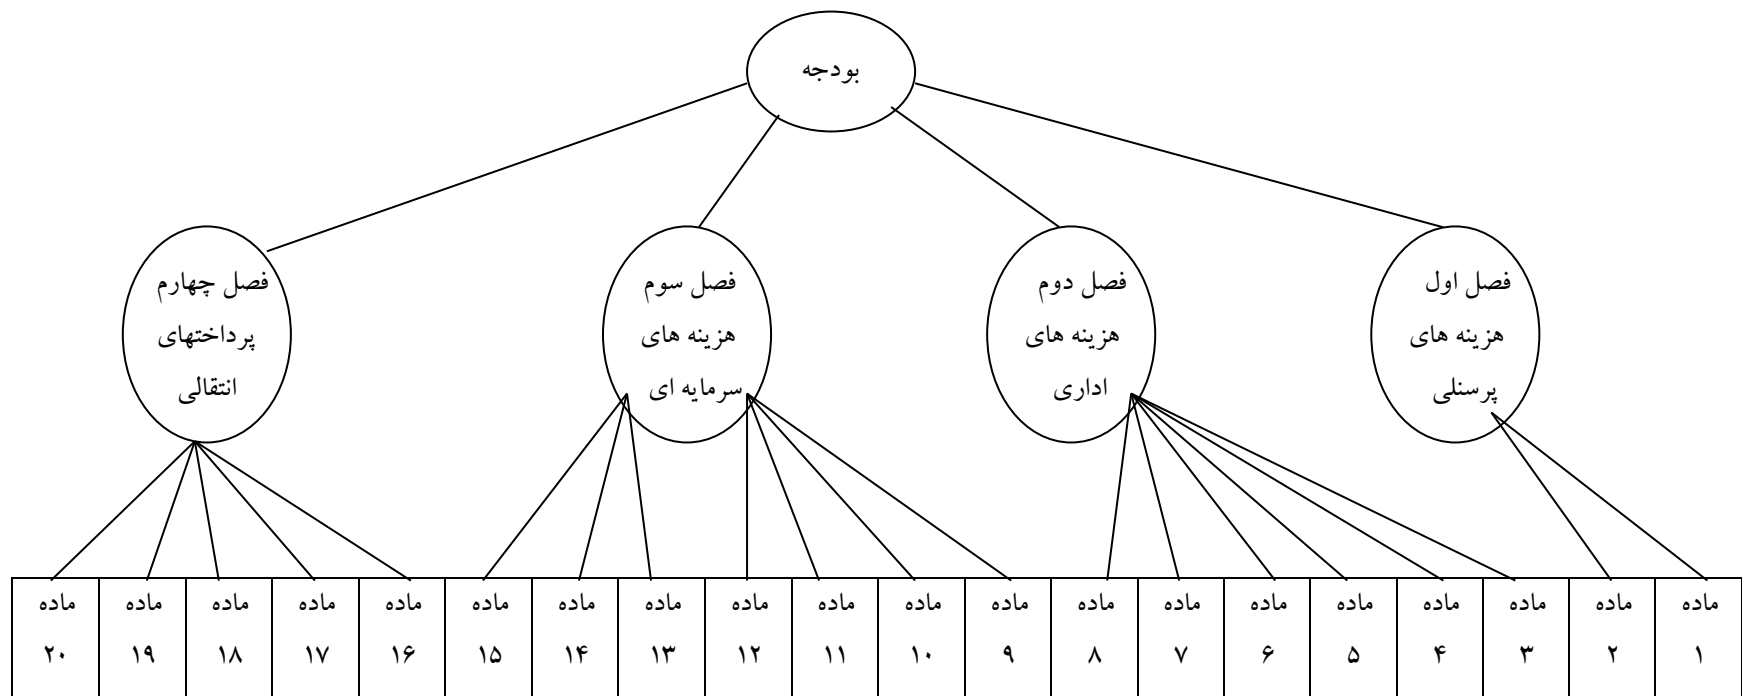 بودجه
فصل اول
هزینه های
پرسنلی
فصل دوم
هزینه های
اداری
فصل سوم
هزینه های
سرمایه ای
فصل چهارم
پرداختهای
انتقالی
ماده ماده ماده ماده ماده ماده ماده ماده ماده ماده ماده ماده ماده ماده ماده ماده ماده ماده ماده ماده
۱ ۲ ۳ ۴ ۵ ۶ ۷ ۸ ۹ ۱۰ ۱۱ ۱۲ ۱۳ ۱۴ ۱۵ ۱۶ ۱۷ ۱۸ ۱۹ ۲۰